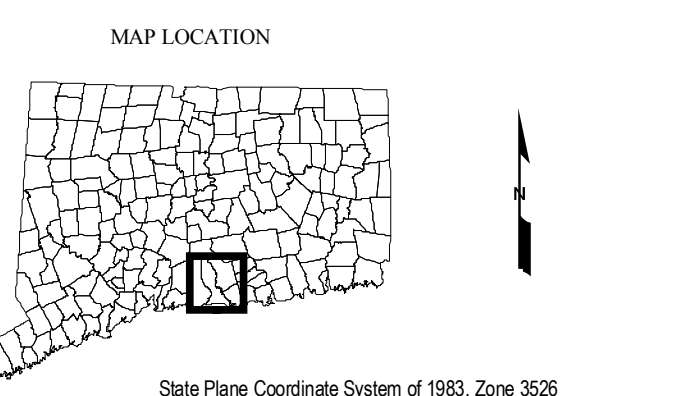 MAP LOCATION
N
State Plane Coordinate System of 1983, Zone 3526